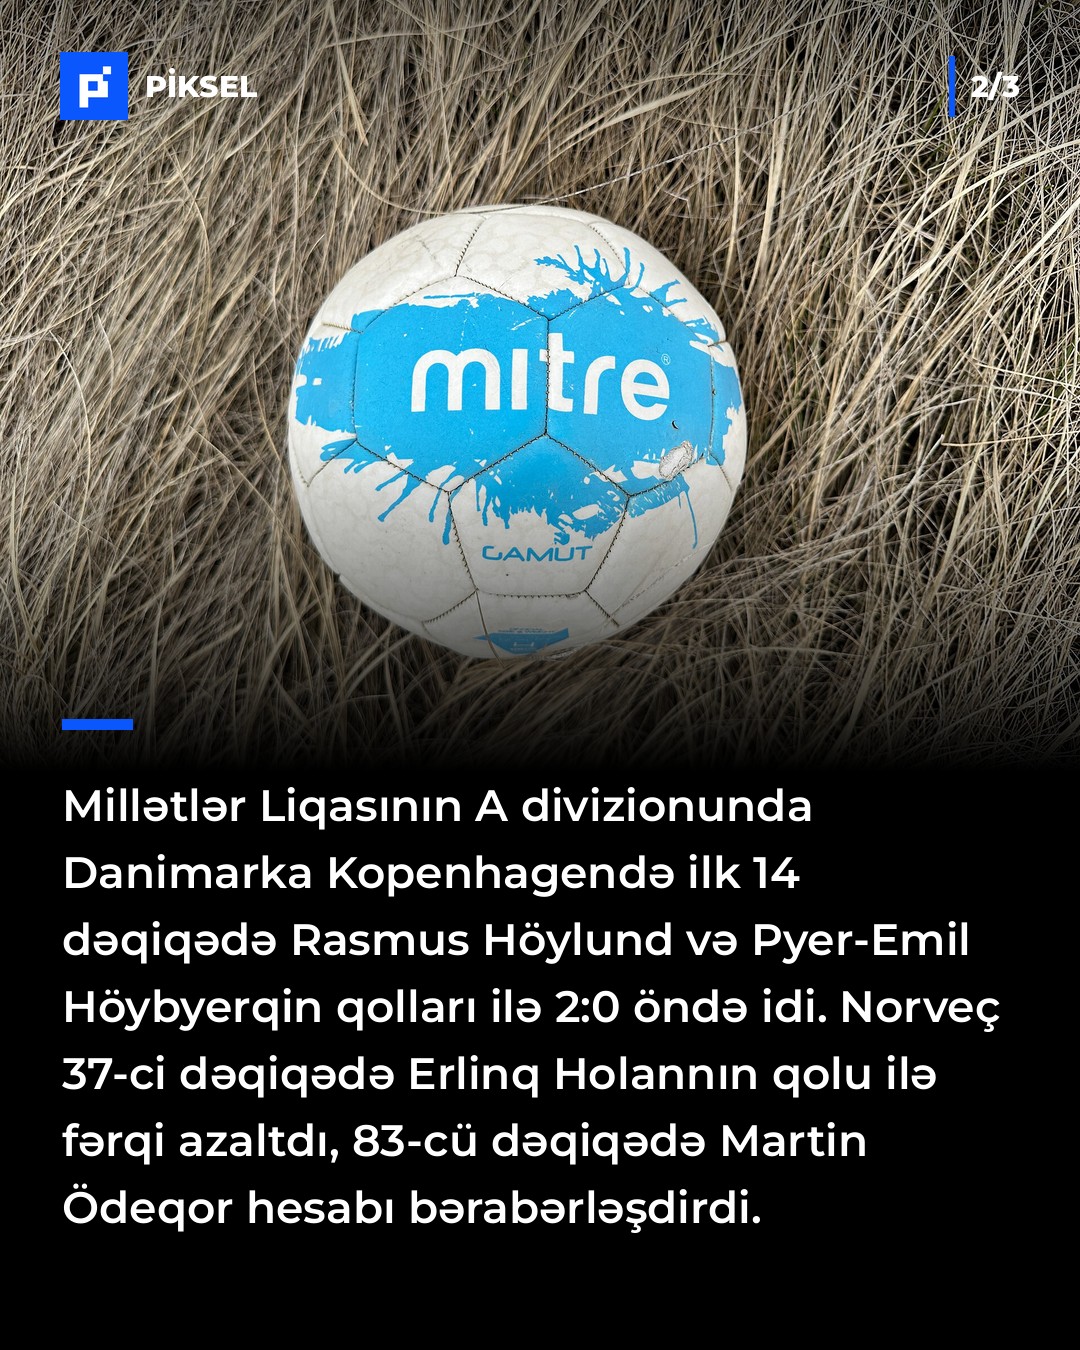 PİKSEL
2/3
mitre
GAMUT
Millətlər Liqasının A divizionunda
Danimarka Kopenhagendə ilk 14
dəqiqədə Rasmus Höylund və Pyer-Emil
Höybyerqin qolları ilə 2:0 öndə idi. Norveç
37-ci dəqiqədə Erlinq Holannın qolu ilə
fərqi azaltdı, 83-cü dəqiqədə Martin
Ödeqor hesabı bərabərləşdirdi.